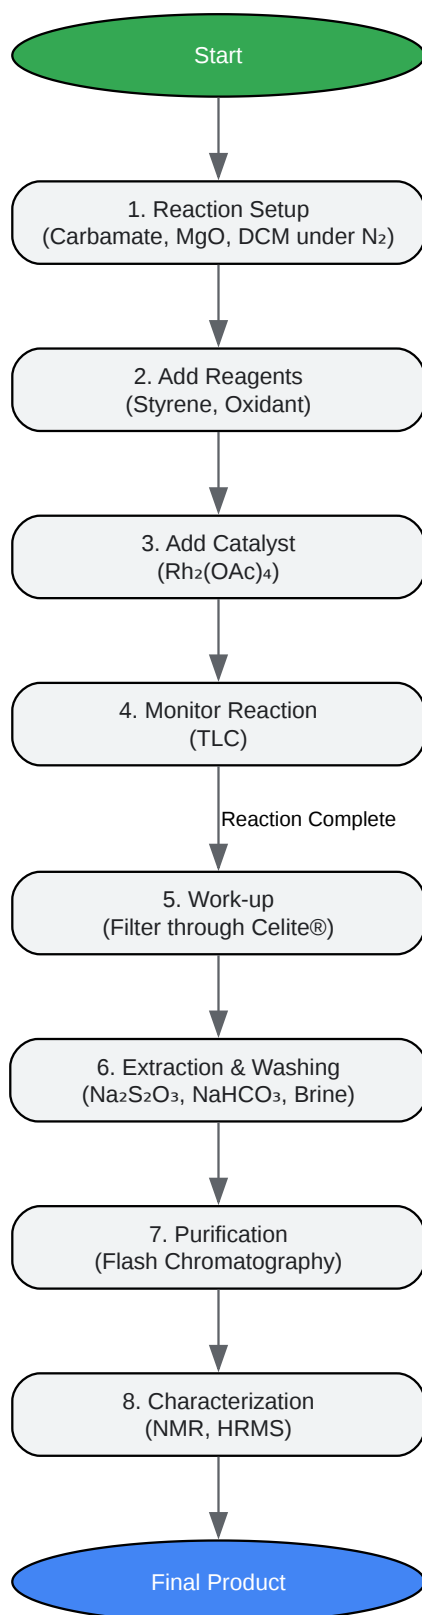 Start
1. Reaction Setup
(Carbamate, MgO, DCM under N₂)
2. Add Reagents
(Styrene, Oxidant)
3. Add Catalyst
(Rh₂(OAc)₄)
4. Monitor Reaction
(TLC)
Reaction Complete
5. Work-up
(Filter through Celite®)
6. Extraction & Washing
(Na₂S₂O₃, NaHCO₃, Brine)
7. Purification
(Flash Chromatography)
8. Characterization
(NMR, HRMS)
Final Product